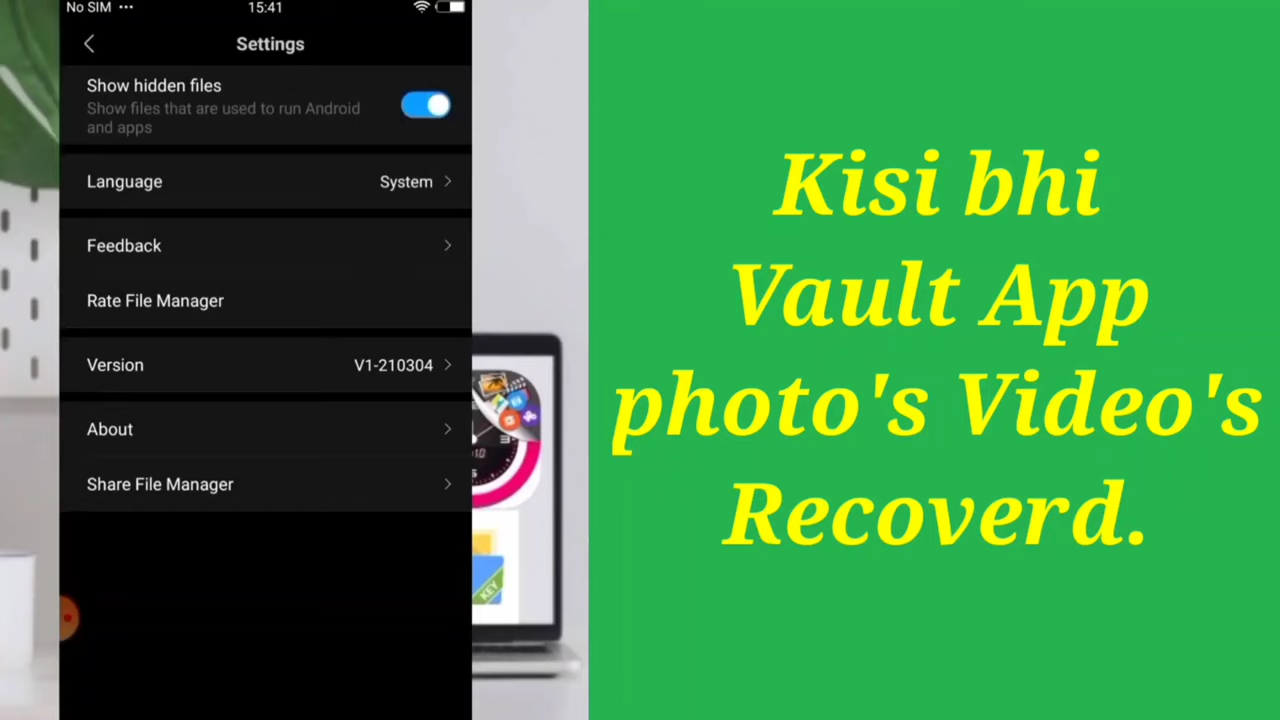 No SIM ···
15:41
Settings
Show hidden files
Show files that are used to run Android
and apps
Language
System
Feedback
Rate File Manager
Version
V1-210304
About
Share File Manager
KEY
Kisi bhi
Vault App
photo's Video's
Recoverd.